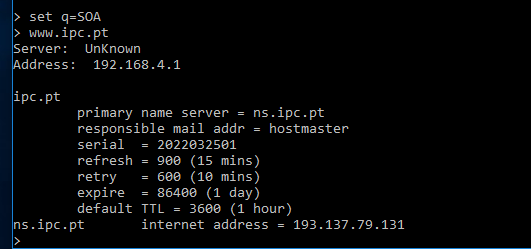 > set q=SOA
> www.ipc.pt
Server:  UnKnown
Address:  192.168.4.1
ipc.pt
primary name server = ns.ipc.pt
responsible mail addr = hostmaster
serial  = 2022032501
refresh = 900 (15 mins)
retry   = 600 (10 mins)
expire  = 86400 (1 day)
default TTL = 3600 (1 hour)
ns.ipc.pt       internet address = 193.137.79.131
>